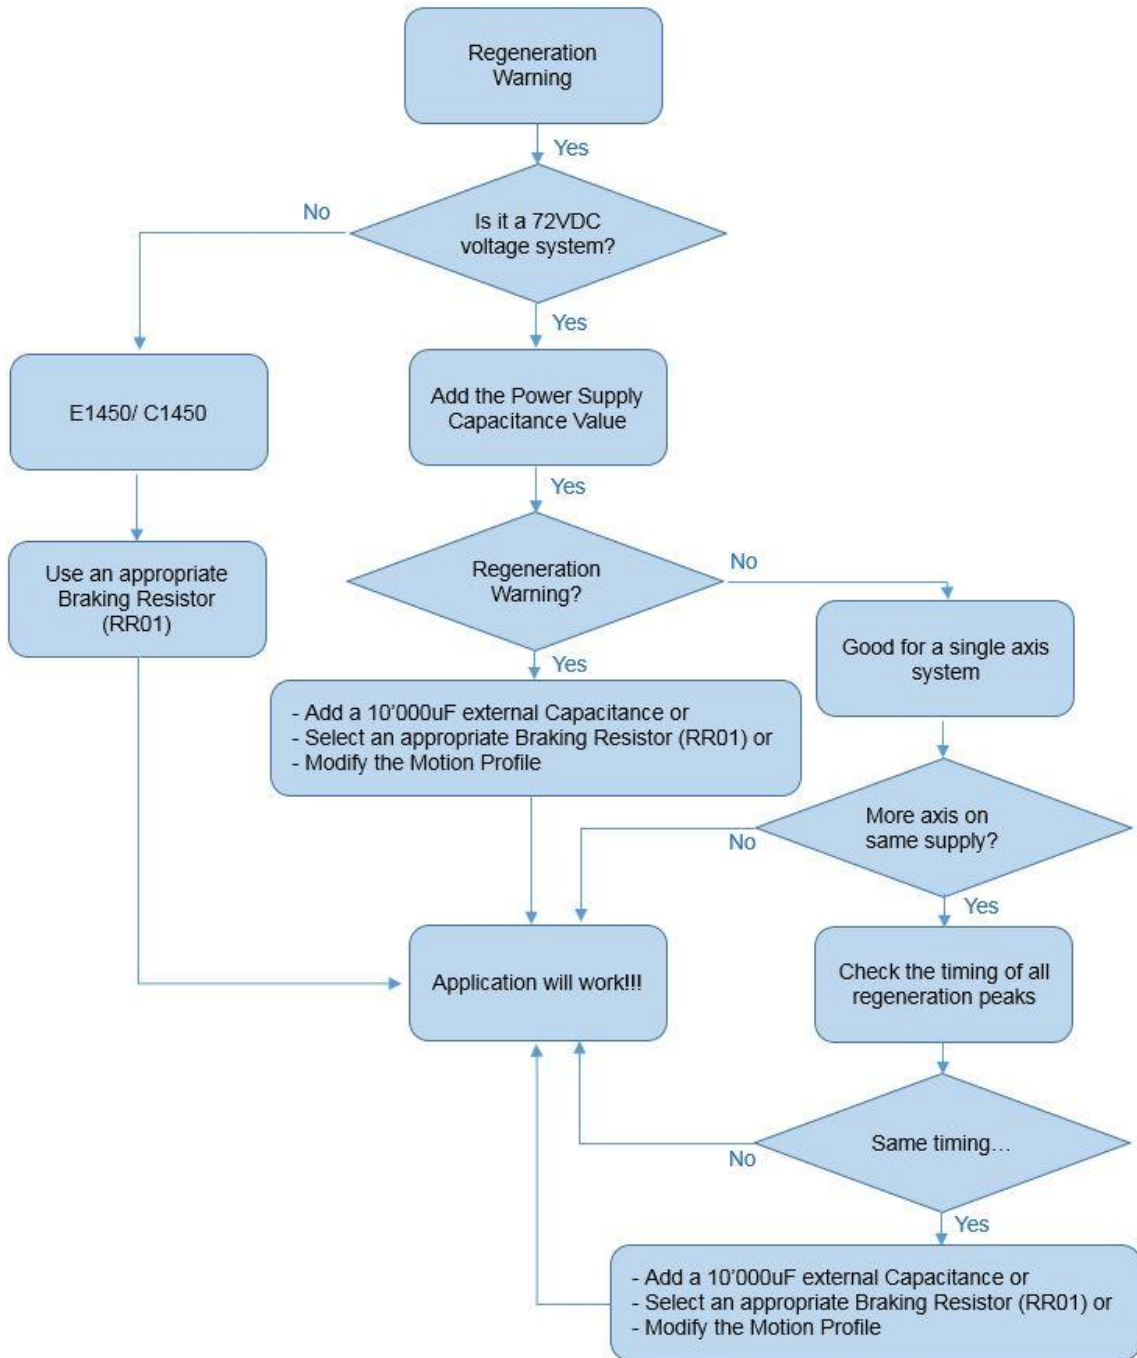 Regeneration
Warning
Yes
Is it a 72VDC
voltage system?
No
Yes
E1450/ C1450
Add the Power Supply
Capacitance Value
Yes
Use an appropriate
Braking Resistor
(RR01)
Regeneration
Warning?
No
Yes
Good for a single axis
system
- Add a 10’000uF external Capacitance or
- Select an appropriate Braking Resistor (RR01) or
- Modify the Motion Profile
More axis on
same supply?
No
Yes
Application will work!!!
Check the timing of all
regeneration peaks
Same timing…
No
Yes
- Add a 10’000uF external Capacitance or
- Select an appropriate Braking Resistor (RR01) or
- Modify the Motion Profile